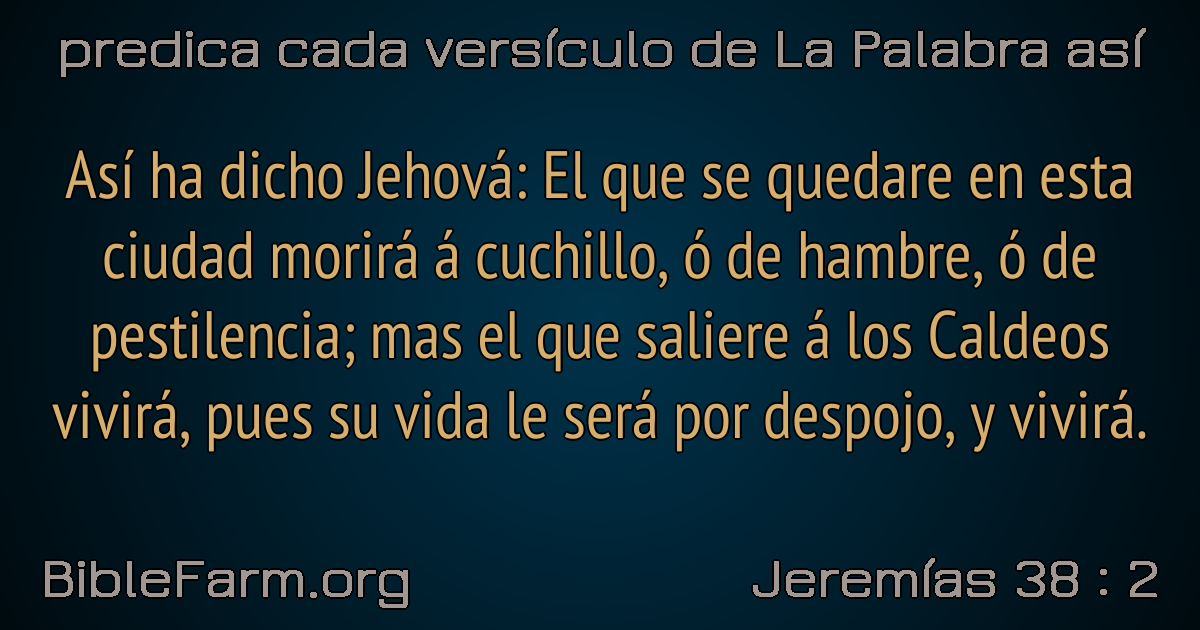 predica cada versículo de La Palabra así
Así ha dicho Jehová: El que se quedare en esta
ciudad morirá á cuchillo, ó de hambre, ó de
pestilencia; mas el que saliere á los Caldeos
vivirá, pues su vida le será por despojo, y vivirá.
BibleFarm.org
Jeremías 38 : 2